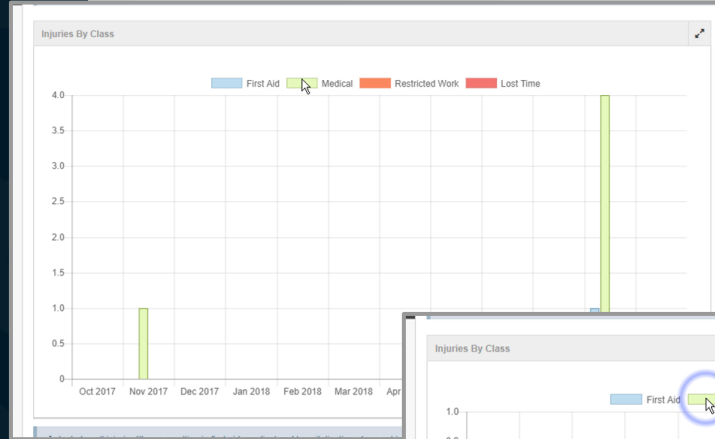 Injuries By Class
First Aid Medical Restricted Work Lost Time
4.0
3.5
3.0
2.5
2.0
1.5
1.0
0.5
0
Oct 2017 Nov 2017 Dec 2017 Jan 2018 Feb 2018 Mar 2018 Apr
Injuries By Class
First Aid
1.0